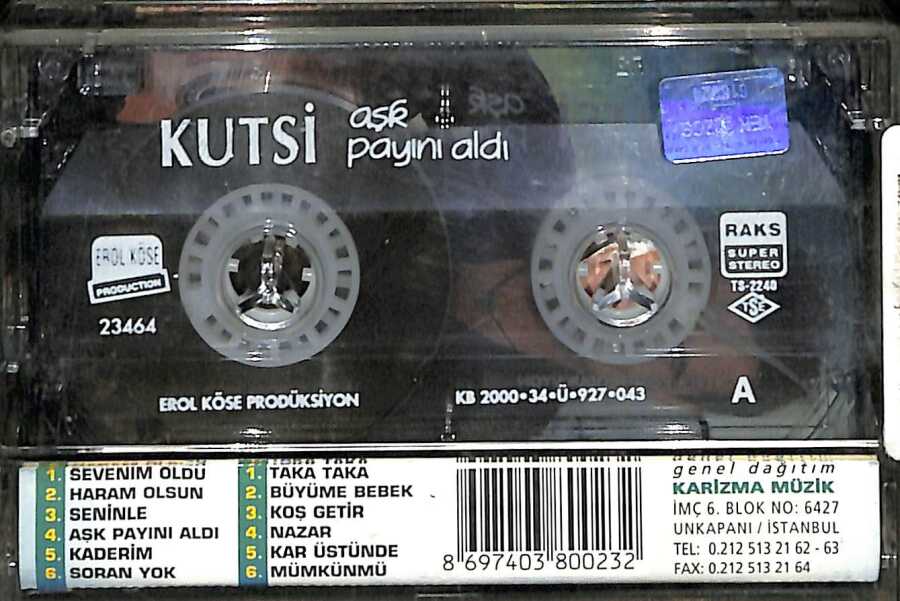 KUTSİ aşk
payını aldı
RAKS
SUPER
STEREO
TS-2240
TSE
EROL KÖSE
PRODUCTION
23464
EROL KÖSE PRODÜKSİYON
KB 2000•34•Ü•927•043
A
1. SEVENİM OLDU
2. HARAM OLSUN
3. SENİNLE
4. AŞK PAYINI ALDI
5. KADERİM
6. SORAN YOK
1. TAKA TAKA
2. BÜYÜME BEBEK
3. KOŞ GETİR
4. NAZAR
5. KAR ÜSTÜNDE
6. MÜMKÜNMÜ
8 697403 800232
genel dağıtım
KARİZMA MÜZİK
İMÇ 6. BLOK NO: 6427
UNKAPANI / İSTANBUL
TEL: 0.212 513 21 62 - 63
FAX: 0.212 513 21 64